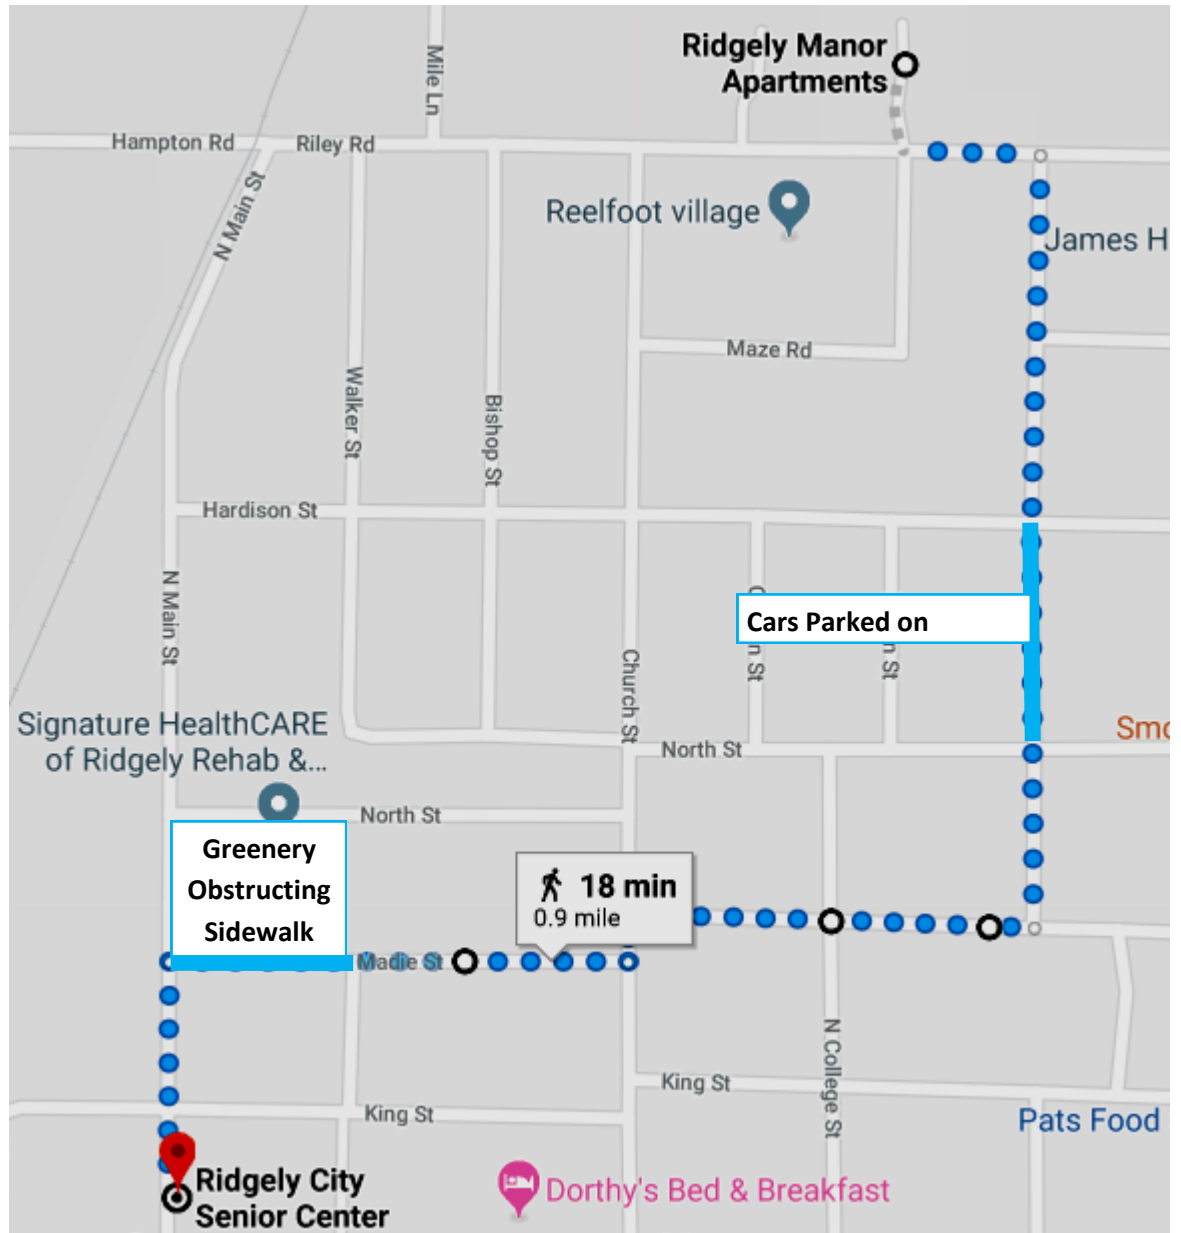 Ridgely Manor
Apartments
Mile Ln
Hampton Rd
Riley Rd
N Main St
Reelfoot village
James H
Maze Rd
Walker St
Bishop St
Hardison St
N Main St
Cars Parked on
n St
n St
Church St
Signature HealthCARE
of Ridgely Rehab &...
North St
Smo
North St
Greenery
Obstructing
Sidewalk
18 min
0.9 mile
Madie St
N College St
King St
King St
Pats Food
Ridgely City
Senior Center
Dorthy's Bed & Breakfast